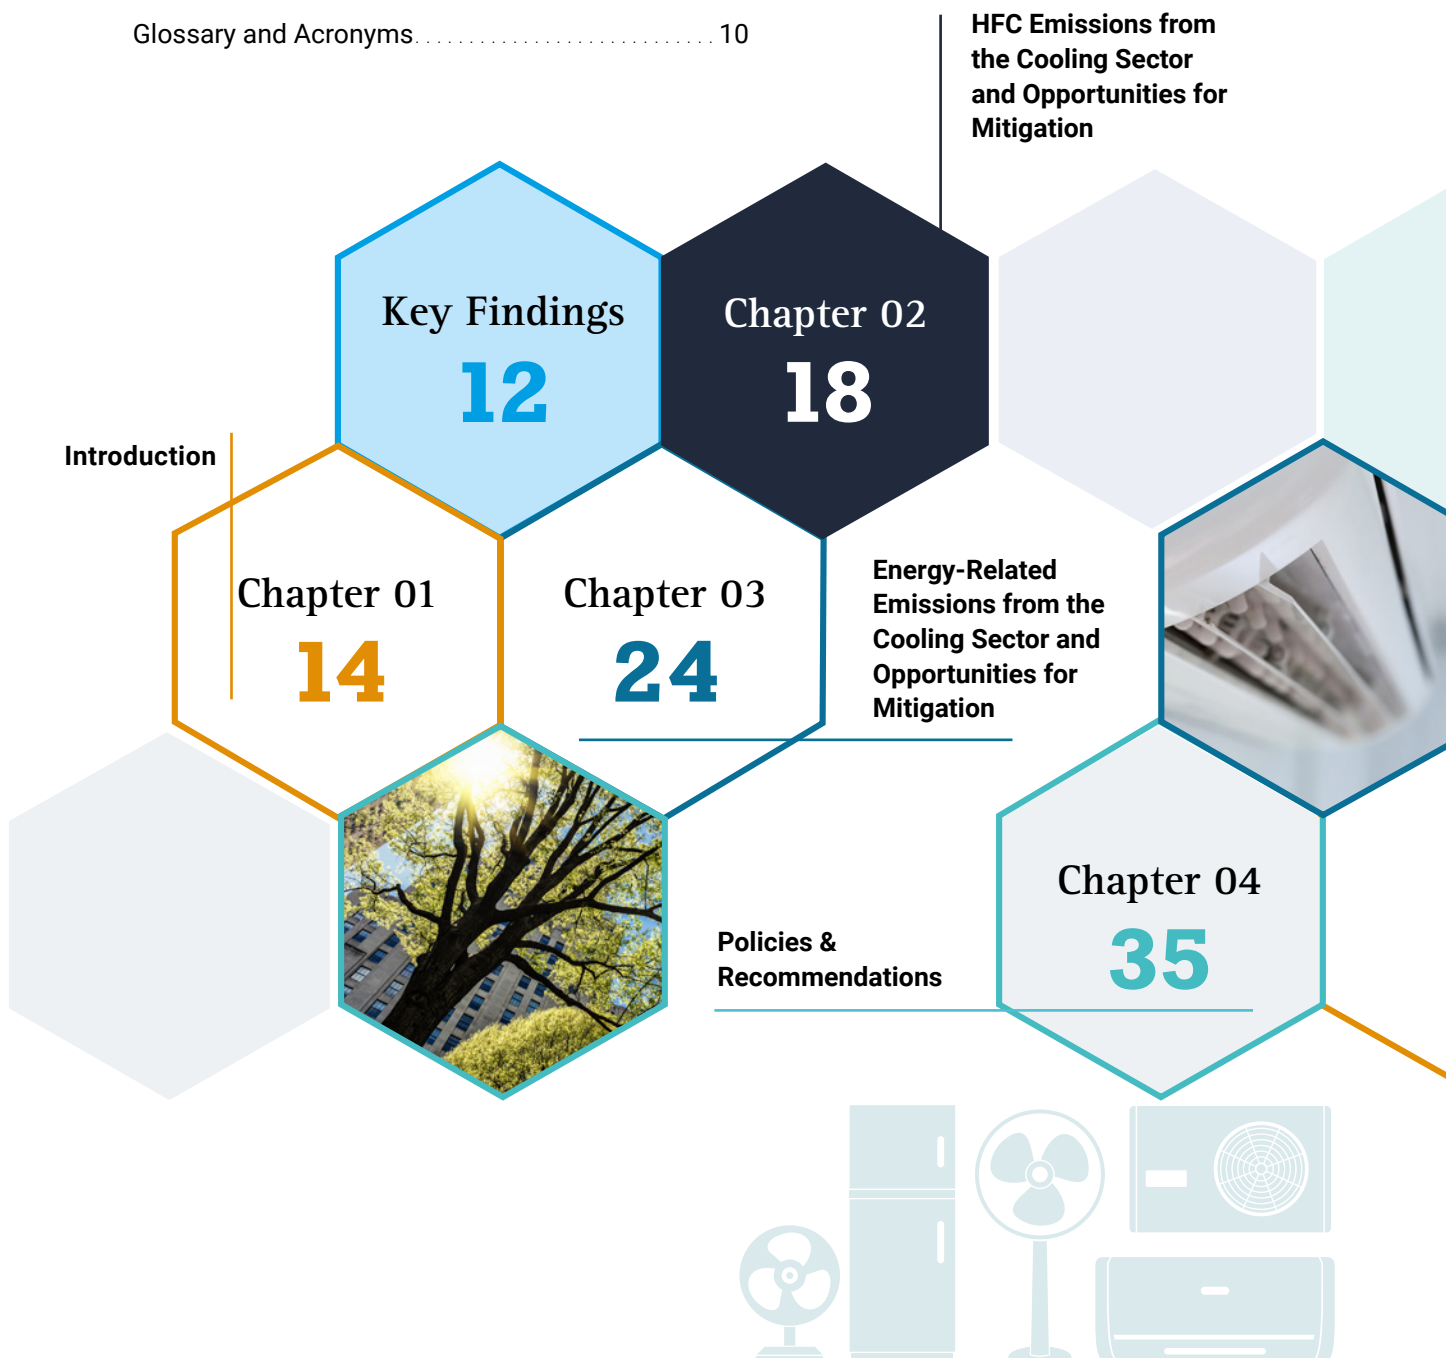 Glossary and Acronyms............................10
HFC Emissions from
the Cooling Sector
and Opportunities for
Mitigation
Key Findings
12
Chapter 02
18
Introduction
Chapter 01
14
Chapter 03
24
Energy-Related
Emissions from the
Cooling Sector and
Opportunities for
Mitigation
Policies &
Recommendations
Chapter 04
35